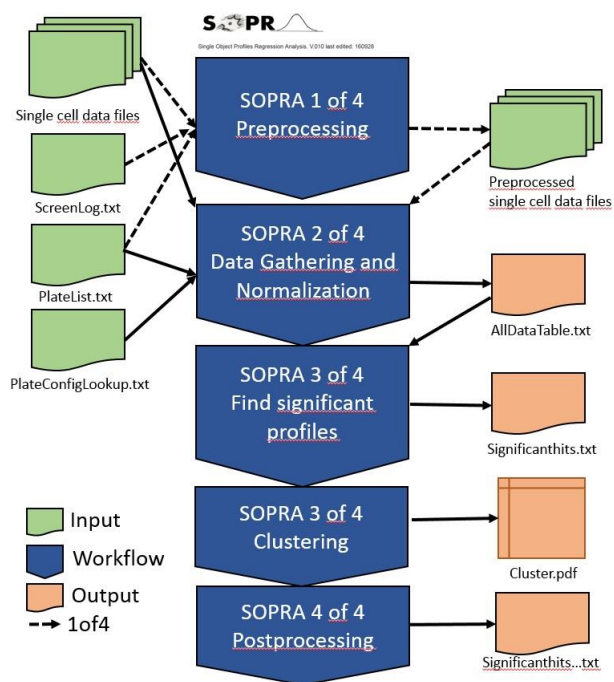 SOPR
Single Object Profiles Regression Analysis. V.010 last edited: 160928
Single cell data files
SOPRA 1 of 4
Preprocessing
Preprocessed
single cell data files
ScreenLog.txt
SOPRA 2 of 4
Data Gathering and
Normalization
PlateList.txt
AllDataTable.txt
PlateConfigLookup.txt
SOPRA 3 of 4
Find significant
profiles
Significanthits.txt
SOPRA 3 of 4
Clustering
Cluster.pdf
Input
Workflow
Output
1of4
SOPRA 4 of 4
Postprocessing
Significanthits...txt